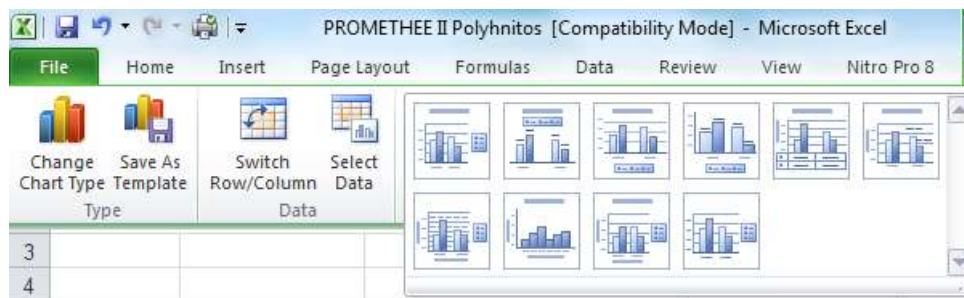 PROMETHEE II Polyhnitos [Compatibility Mode] - Microsoft Excel
File Home Insert Page Layout Formulas Data Review View Nitro Pro 8
Change Chart Type
Save As Template
Switch Row/Column
Select Data
Type Data
3
4